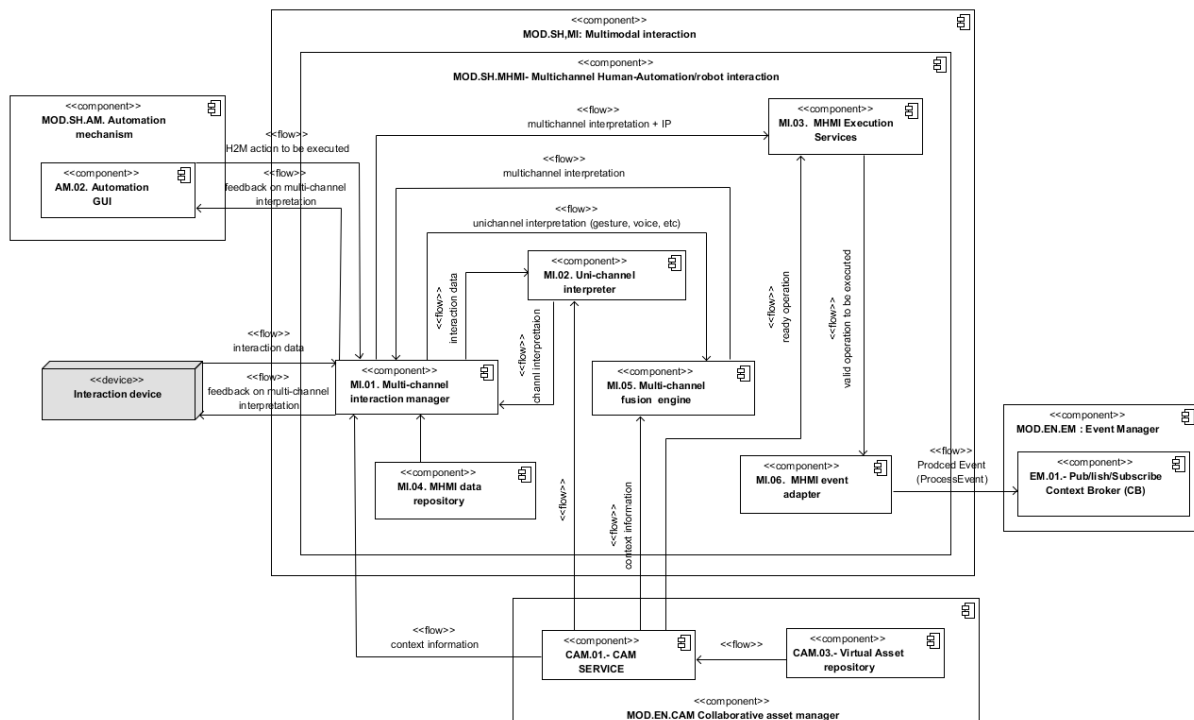 <<component>>
MOD.SH,MI: Multimodal interaction
<<component>>
MOD.SH.MHMI- Multichannel Human-Automation/robot interaction
<<component>>
MOD.SH.AM. Automation
mechanism
<<component>>
AM.02. Automation
GUI
<<flow>>
H2M action to be executed
<<flow>>
feedback on multi-channel
interpretation
<<flow>>
multichannel interpretation + IP
<<component>>
MI.03. MHMI Execution
Services
<<flow>>
multichannel interpretation
<<flow>>
unichannel interpretation (gesture, voice, etc)
<<component>>
MI.02. Uni-channel
interpreter
<<flow>>
interaction data
<<flow>>
channl interprettaion
<<flow>>
ready operation
<<flow>>
valid operation to be executed
<<flow>>
interaction data
<<device>>
Interaction device
<<flow>>
feedback on multi-channel
interpretation
<<component>>
MI.01. Multi-channel
interaction manager
<<component>>
MI.05. Multi-channel
fusion engine
<<component>>
MI.04. MHMI data
repository
<<component>>
MI.06. MHMI event
adapter
<<flow>>
Prodced Event
(ProcessEvent)
<<component>>
MOD.EN.EM : Event Manager
<<component>>
EM.01.- Pub/lish/Subscribe
Context Broker (CB)
<<flow>>
<<flow>>
context information
<<flow>>
context information
<<component>>
CAM.01.- CAM
SERVICE
<<flow>>
<<component>>
CAM.03.- Virtual Asset
repository
<<component>>
MOD.EN.CAM Collaborative asset manager